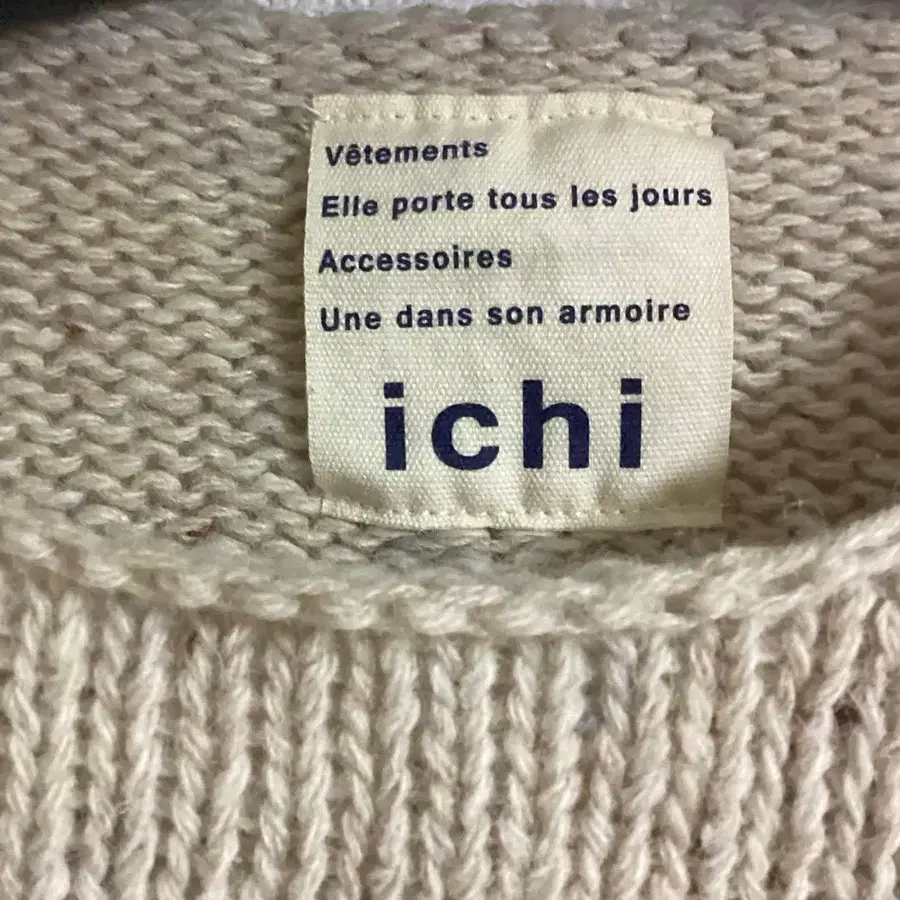 Vêtements
Elle porte tous les jours
Accessoires
Une dans son armoire
ichi